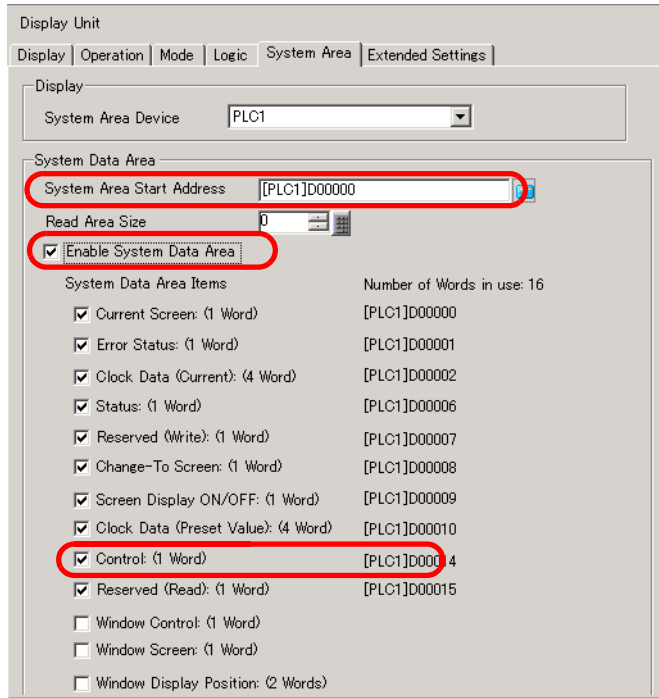 Display Unit
Display Operation Mode Logic System Area Extended Settings
Display
System Area Device PLC1
System Data Area
System Area Start Address [PLC1]D00000
Read Area Size 0
Enable System Data Area
System Data Area Items Number of Words in use: 16
Current Screen: (1 Word) [PLC1]D00000
Error Status: (1 Word) [PLC1]D00001
Clock Data (Current): (4 Word) [PLC1]D00002
Status: (1 Word) [PLC1]D00006
Reserved (Write): (1 Word) [PLC1]D00007
Change-To Screen: (1 Word) [PLC1]D00008
Screen Display ON/OFF: (1 Word) [PLC1]D00009
Clock Data (Preset Value): (4 Word) [PLC1]D00010
Control: (1 Word) [PLC1]D00014
Reserved (Read): (1 Word) [PLC1]D00015
Window Control: (1 Word)
Window Screen: (1 Word)
Window Display Position: (2 Words)